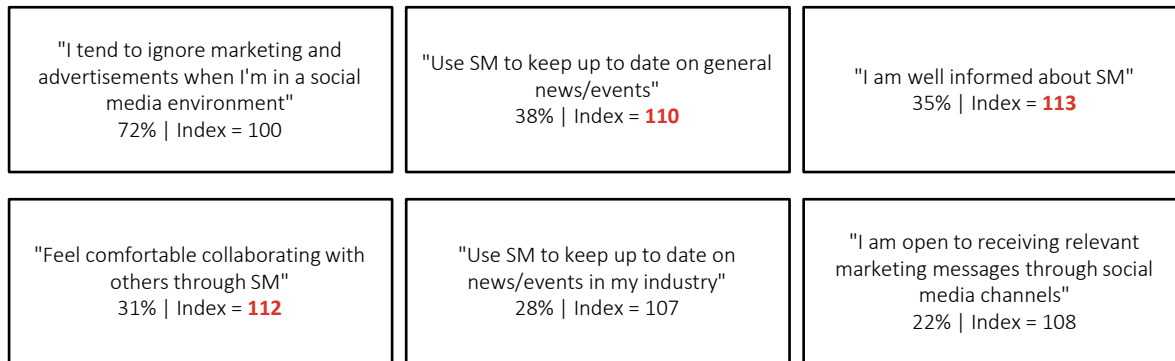 "I tend to ignore marketing and
advertisements when I'm in a social
media environment"
72% | Index = 100
"Use SM to keep up to date on general
news/events"
38% | Index = 110
"I am well informed about SM"
35% | Index = 113
"Feel comfortable collaborating with
others through SM"
31% | Index = 112
"Use SM to keep up to date on
news/events in my industry"
28% | Index = 107
"I am open to receiving relevant
marketing messages through social
media channels"
22% | Index = 108